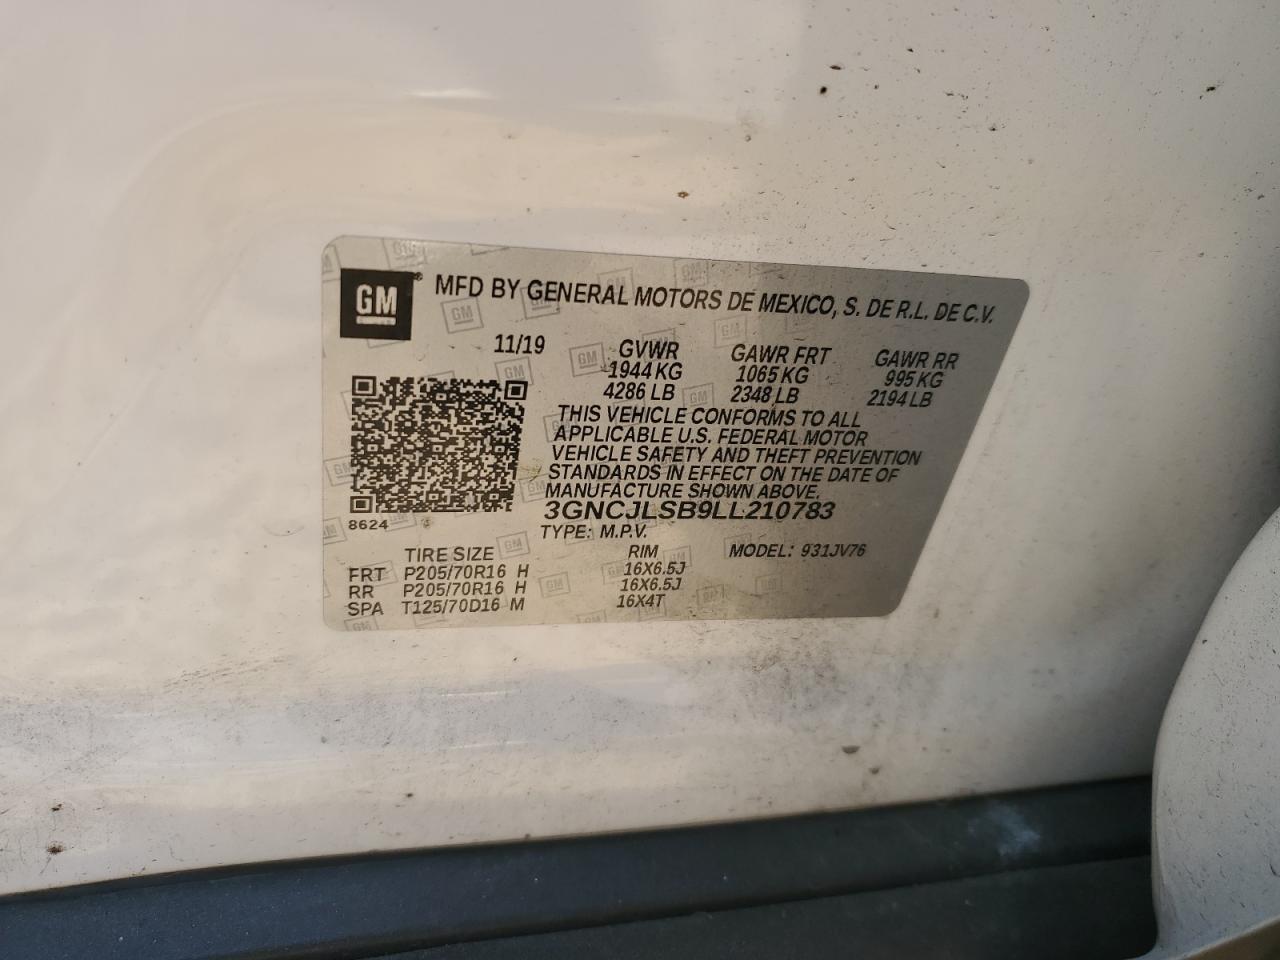 GM
MFD BY GENERAL MOTORS DE MEXICO, S. DE R.L. DE C.V.
11/19 GVWR GAWR FRT GAWR RR
1944 KG 1065 KG 995 KG
4286 LB 2348 LB 2194 LB
THIS VEHICLE CONFORMS TO ALL
APPLICABLE U.S. FEDERAL MOTOR
VEHICLE SAFETY AND THEFT PREVENTION
STANDARDS IN EFFECT ON THE DATE OF
MANUFACTURE SHOWN ABOVE.
3GNCJLSB9LL210783
8624
TYPE: M.P.V.
TIRE SIZE RIM MODEL: 931JV76
FRT P205/70R16 H 16X6.5J
RR P205/70R16 H 16X6.5J
SPA T125/70D16 M 16X4T